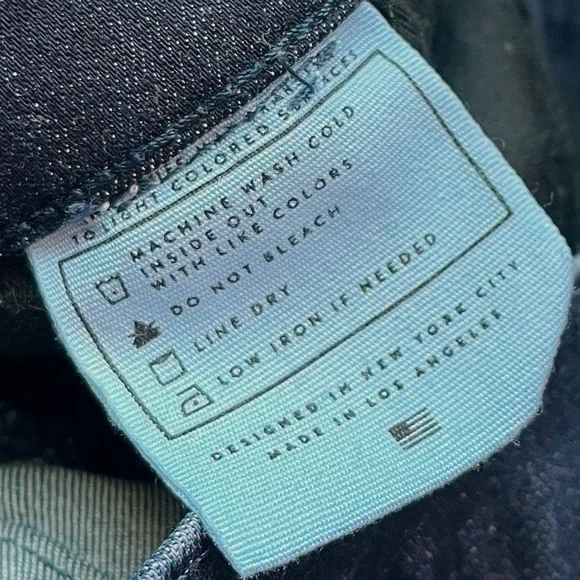 TRANSFER
TO LIGHT COLORED SURFACES
MACHINE WASH COLD
INSIDE OUT
WITH LIKE COLORS
DO NOT BLEACH
LINE DRY
LOW IRON IF NEEDED
DESIGNED IN NEW YORK CITY
MADE IN LOS ANGELES